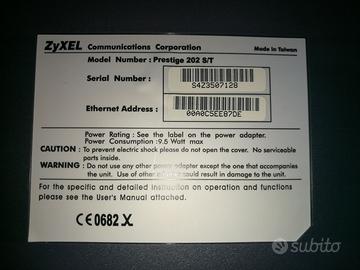 ZyXEL Communications Corporation
Made in Taiwan
Model Number : Prestige 202 S/T
Serial Number :
S4Z3507128
Ethernet Address :
00A0C5EE87DE
Power Rating : See the label on the power adapter.
Power Consumption : 9.5 Watt max
CAUTION : To prevent electric shock please do not open the cover. No serviceable
parts inside.
WARNING : Do not use any other power adapter except the one that accompanies
the unit. Use of other could result in damage to the unit.
For the specific and detailed instruction on operation and functions
please see the User's Manual attached.
CE0682 X
subito